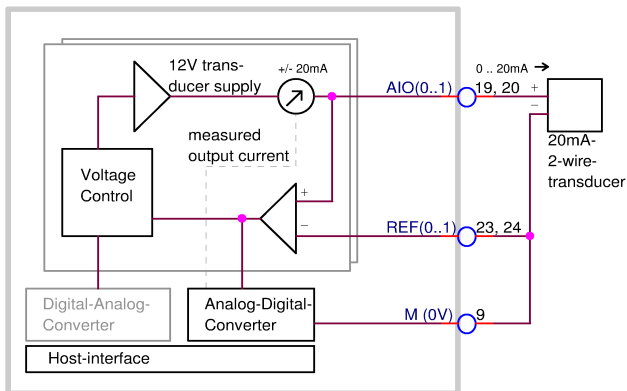 12V trans-
ducer supply
+/- 20mA
0 .. 20mA
AIO(0..1)
19, 20
+
−
20mA-
2-wire-
transducer
measured
output current
Voltage
Control
+
−
REF(0..1)
23, 24
Digital-Analog-
Converter
Analog-Digital-
Converter
M (0V)
9
Host-interface